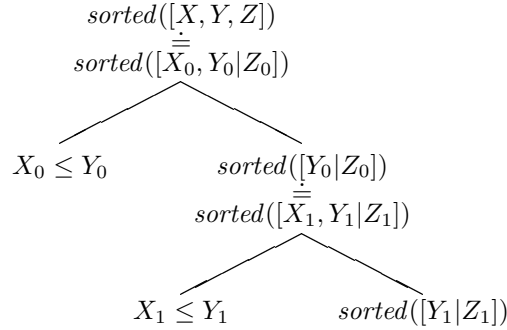 sorted([X, Y, Z])
≐
sorted([X₀, Y₀|Z₀])
X₀ ≤ Y₀ sorted([Y₀|Z₀])
≐
sorted([X₁, Y₁|Z₁])
X₁ ≤ Y₁ sorted([Y₁|Z₁])